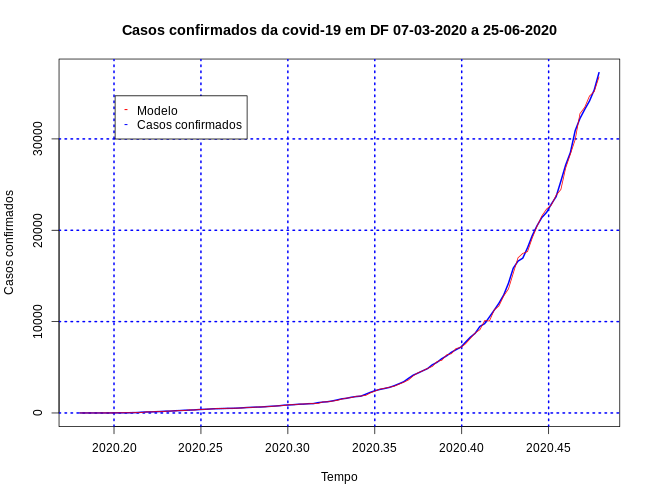 Casos confirmados da covid-19 em DF 07-03-2020 a 25-06-2020
Modelo
Casos confirmados
Casos confirmados
30000
20000
10000
0
2020.20 2020.25 2020.30 2020.35 2020.40 2020.45
Tempo